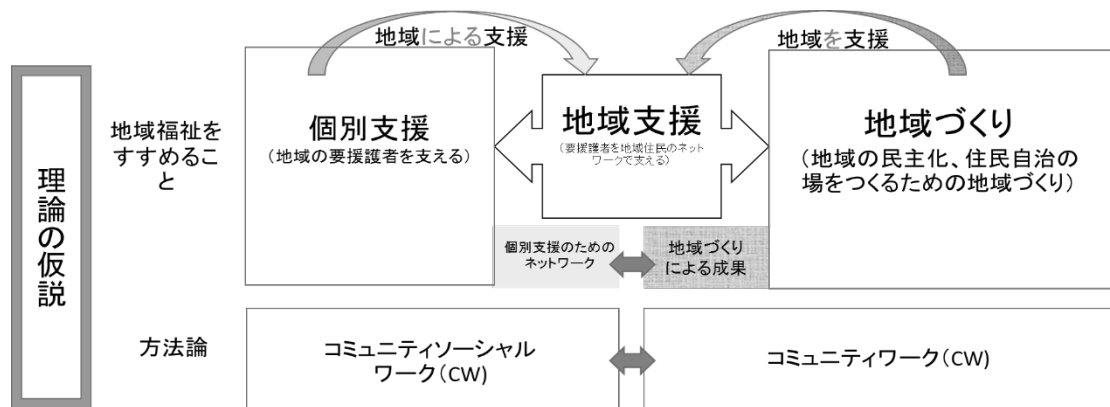 地域による支援
地域を支援
理論の仮説
地域福祉を
すすめるこ
と
個別支援
(地域の要援護者を支える)
地域支援
(要援護者を地域住民のネット
ワークで支える)
地域づくり
(地域の民主化、住民自治の
場をつくるための地域づくり)
個別支援のための
ネットワーク
地域づくり
による成果
方法論
コミュニティソーシャル
ワーク(CW)
コミュニティワーク(CW)